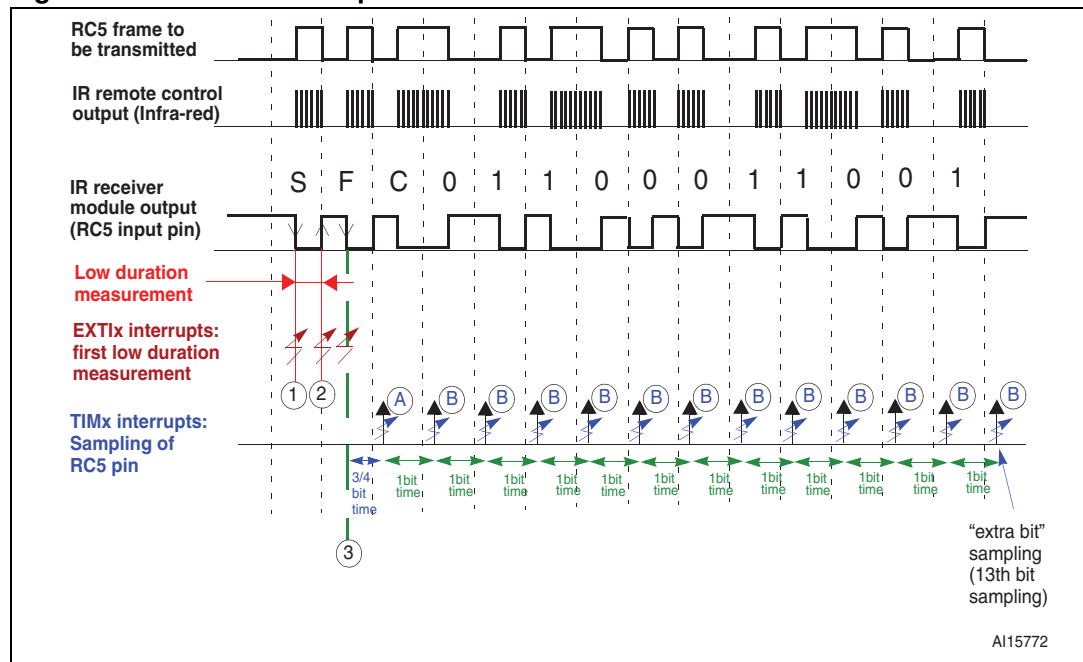 RC5 frame to
be transmitted
IR remote control
output (Infra-red)
S F C 0 1 1 0 0 0 1 1 0 0 1
IR receiver
module output
(RC5 input pin)
Low duration
measurement
EXTIx interrupts:
first low duration
measurement
1 2
A B B B B B B B B B B B B
TIMx interrupts:
Sampling of
RC5 pin
3/4
bit
time
1bit
time
1bit
time
1bit
time
1bit
time
1bit
time
1bit
time
1bit
time
1bit
time
1bit
time
1bit
time
1bit
time
1bit
time
3
“extra bit”
sampling
(13th bit
sampling)
AI15772